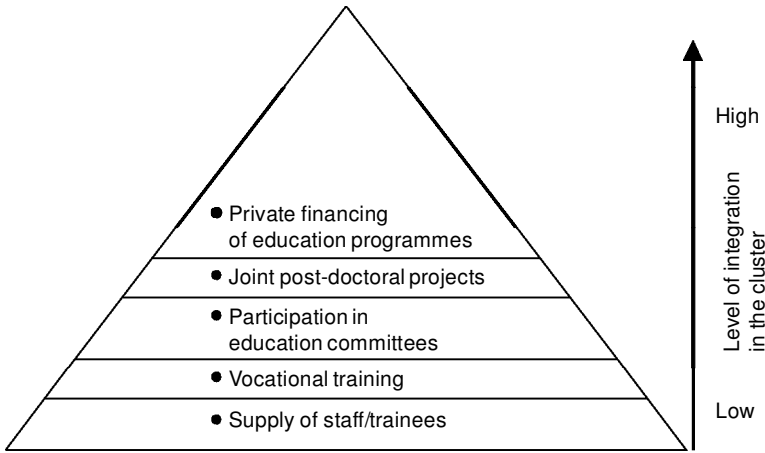 High
• Private financing
of education programmes
• Joint post-doctoral projects
• Participation in
education committees
• Vocational training
• Supply of staff/trainees
Level of integration
in the cluster
Low